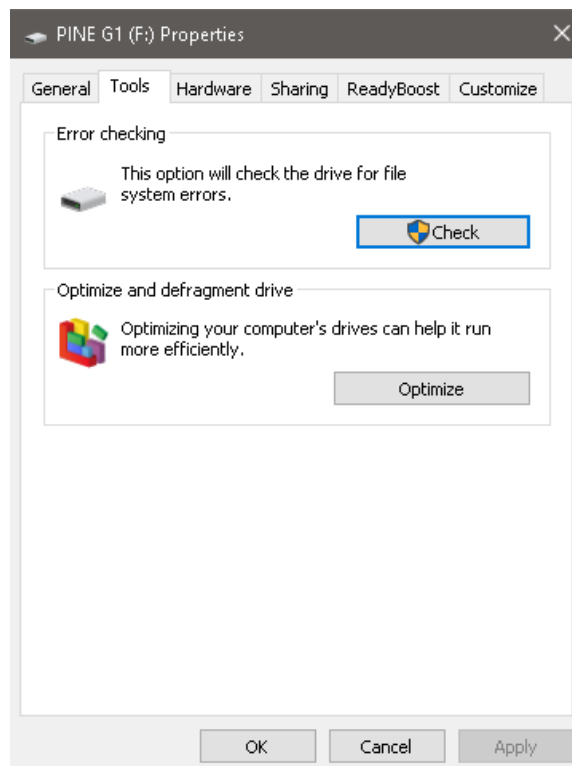 PINE G1 (F:) Properties
General Tools Hardware Sharing ReadyBoost Customize
Error checking
This option will check the drive for file
system errors.
Check
Optimize and defragment drive
Optimizing your computer's drives can help it run
more efficiently.
Optimize
OK Cancel Apply